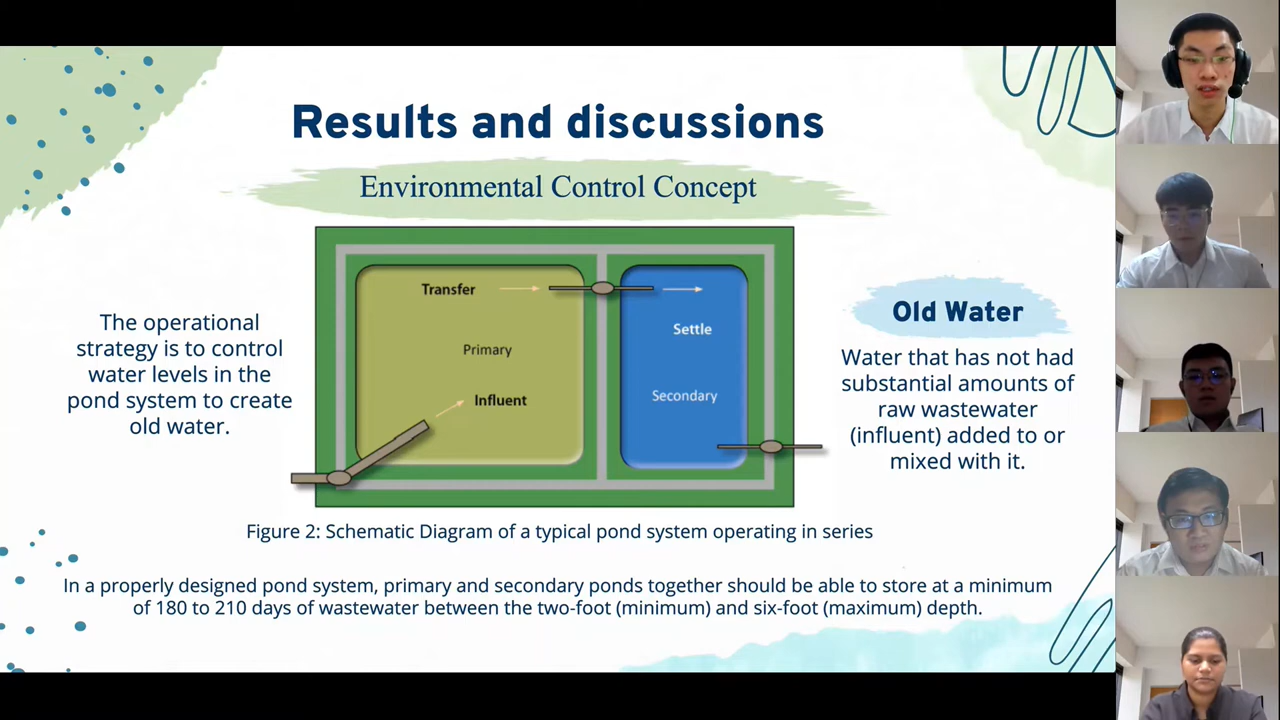 Results and discussions
Environmental Control Concept
The operational
strategy is to control
water levels in the
pond system to create
old water.
Transfer
Primary
Influent
Settle
Secondary
Old Water
Water that has not had
substantial amounts of
raw wastewater
(influent) added to or
mixed with it.
Figure 2: Schematic Diagram of a typical pond system operating in series
In a properly designed pond system, primary and secondary ponds together should be able to store at a minimum
of 180 to 210 days of wastewater between the two-foot (minimum) and six-foot (maximum) depth.